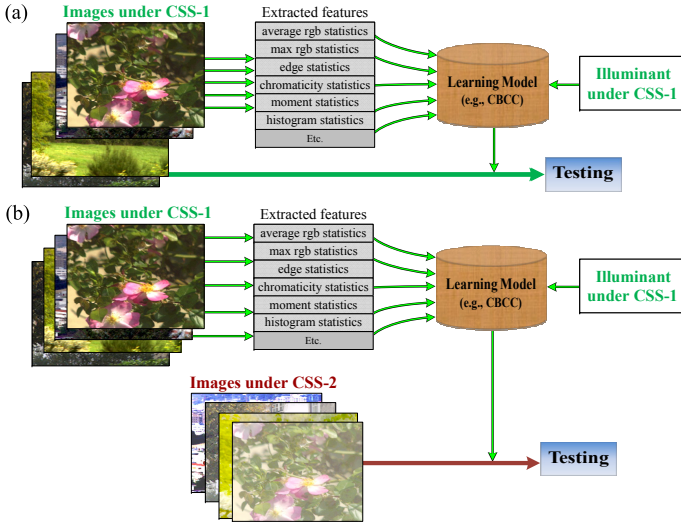 (a)
Images under CSS-1
Extracted features
average rgb statistics
max rgb statistics
edge statistics
chromaticity statistics
moment statistics
histogram statistics
Etc.
Learning Model
(e.g., CBCC)
Illuminant
under CSS-1
Testing
(b)
Images under CSS-1
Extracted features
average rgb statistics
max rgb statistics
edge statistics
chromaticity statistics
moment statistics
histogram statistics
Etc.
Learning Model
(e.g., CBCC)
Illuminant
under CSS-1
Images under CSS-2
Testing